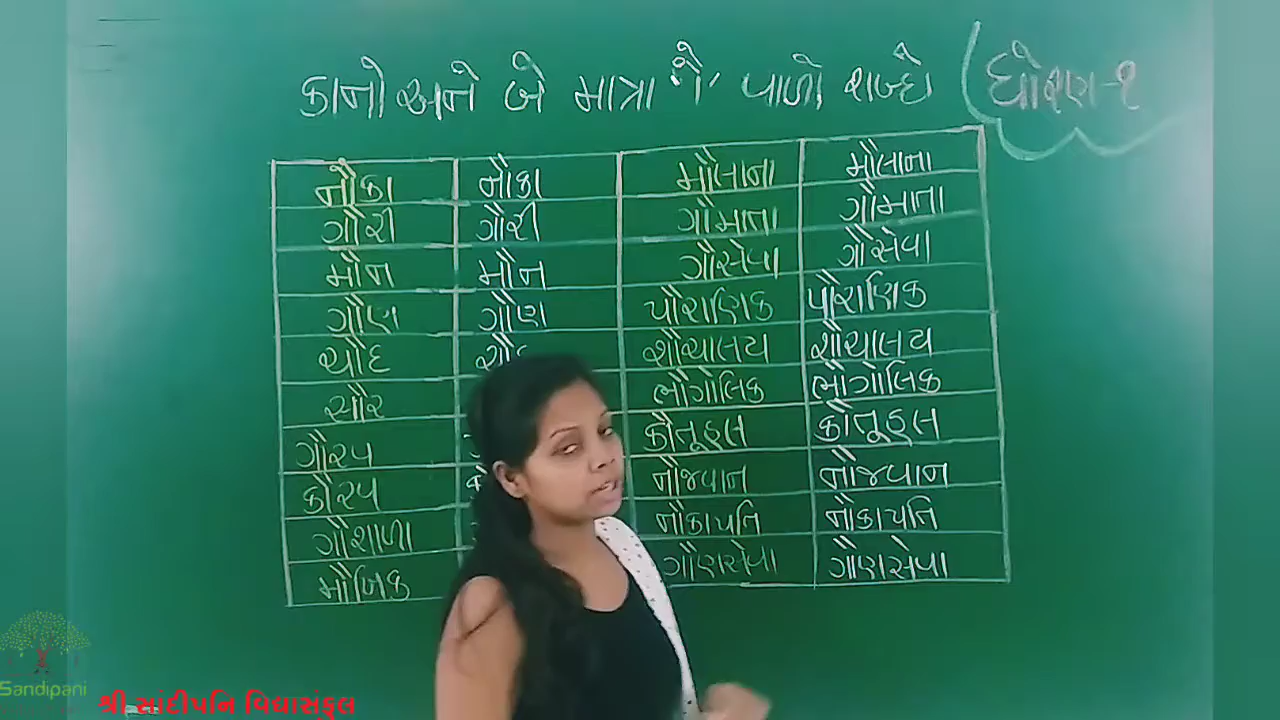 કાનો અને બે માત્રા ૌ વાળો શબ્દો
ધોરણ-૧
નૌકા નૌકા મૌલાના મૌલાના
ગૌરી ગૌરી ગૌમાતા ગૌમાતા
મૌન મૌન ગૌસેવા ગૌસેવા
ગૌણ ગૌણ પૌરાણિક પૌરાણિક
ચૌદ ચૌદ શૌચાલય શૌચાલય
સૌર ભૌગોલિક ભૌગોલિક
ગૌરવ કૌતૂહલ કૌતૂહલ
કૌરવ નૌજવાન નૌજવાન
ગૌશાળા નૌકાપતિ નૌકાપતિ
મૌખિક ગૌણસેવા ગૌણસેવા
Sandipani
શ્રી સાંદીપનિ વિદ્યાસંકુલ